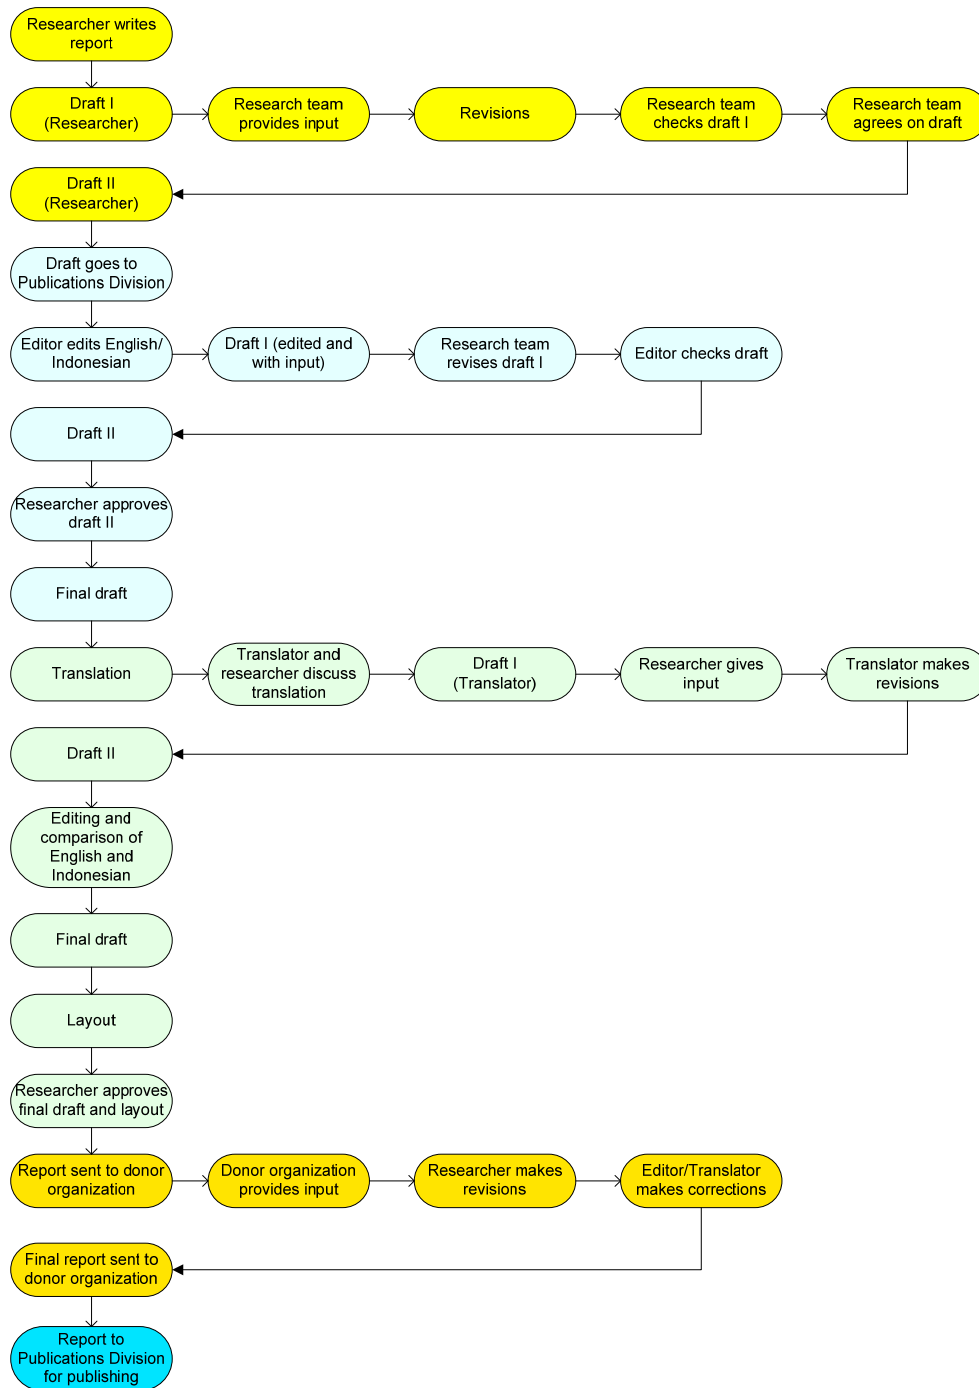 Researcher writes
report
Draft I
(Researcher)
Research team
provides input
Revisions
Research team
checks draft I
Research team
agrees on draft
Draft II
(Researcher)
Draft goes to
Publications Division
Editor edits English/
Indonesian
Draft I (edited and
with input)
Research team
revises draft I
Editor checks draft
Draft II
Researcher approves
draft II
Final draft
Translation
Translator and
researcher discuss
translation
Draft I
(Translator)
Researcher gives
input
Translator makes
revisions
Draft II
Editing and
comparison of
English and
Indonesian
Final draft
Layout
Researcher approves
final draft and layout
Report sent to donor
organization
Donor organization
provides input
Researcher makes
revisions
Editor/Translator
makes corrections
Final report sent to
donor organization
Report to
Publications Division
for publishing